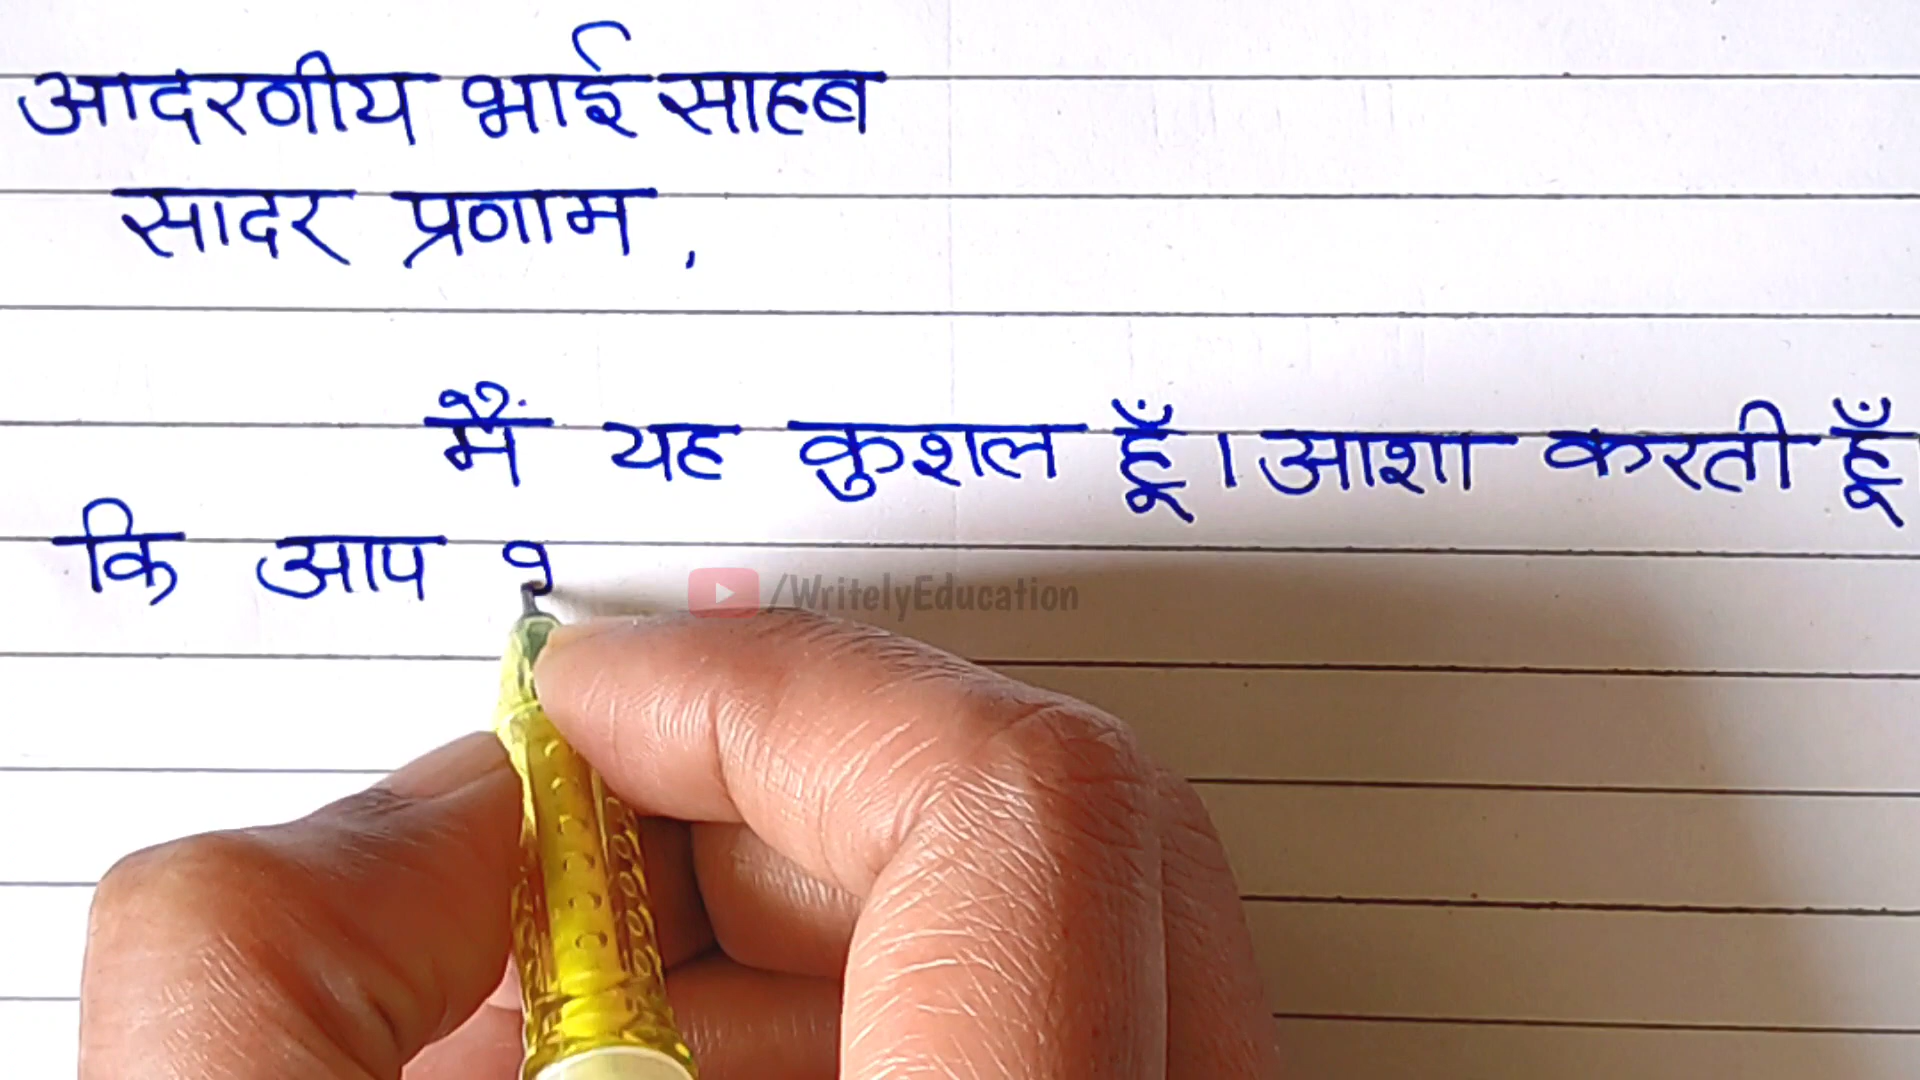 आदरणीय भाई साहब
सादर प्रणाम,
मैं यह कुशल हूँ। आशा करती हूँ
कि आप
/WritelyEducation